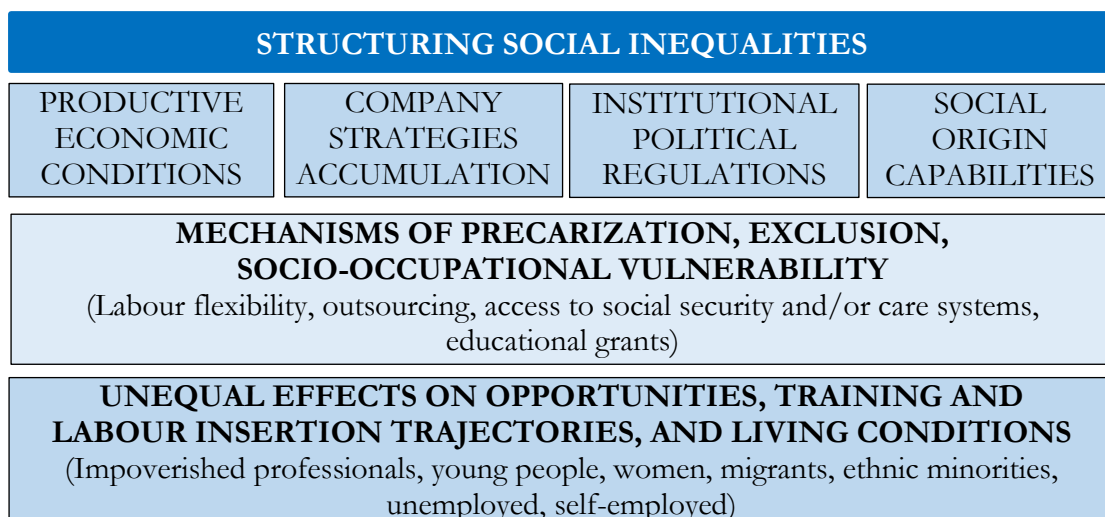 STRUCTURING SOCIAL INEQUALITIES
PRODUCTIVE
ECONOMIC
CONDITIONS
COMPANY
STRATEGIES
ACCUMULATION
INSTITUTIONAL
POLITICAL
REGULATIONS
SOCIAL
ORIGIN
CAPABILITIES
MECHANISMS OF PRECARIZATION, EXCLUSION,
SOCIO-OCCUPATIONAL VULNERABILITY
(Labour flexibility, outsourcing, access to social security and/or care systems,
educational grants)
UNEQUAL EFFECTS ON OPPORTUNITIES, TRAINING AND
LABOUR INSERTION TRAJECTORIES, AND LIVING CONDITIONS
(Impoverished professionals, young people, women, migrants, ethnic minorities,
unemployed, self-employed)